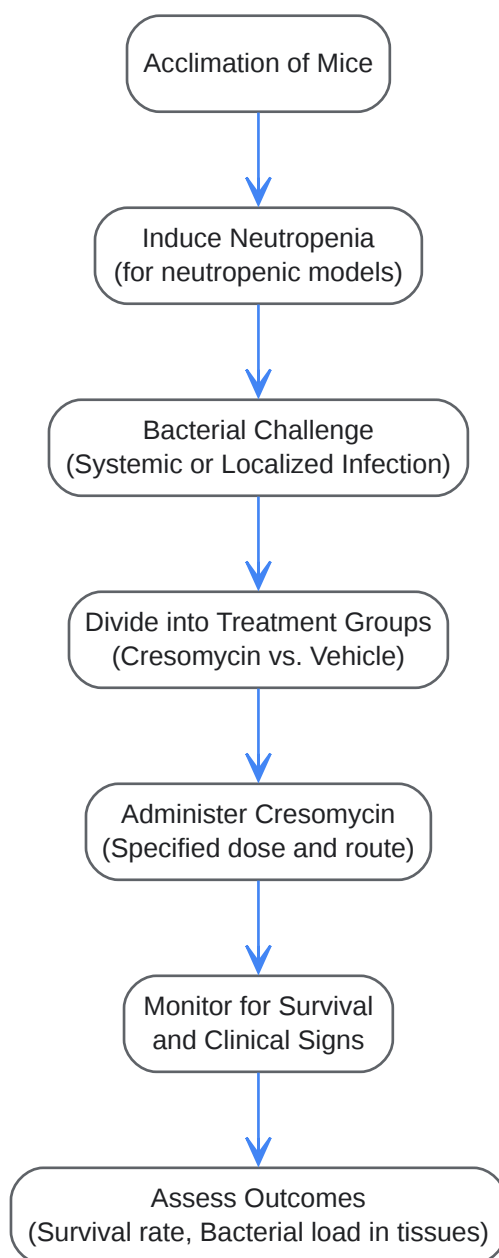 Acclimation of Mice
Induce Neutropenia
(for neutropenic models)
Bacterial Challenge
(Systemic or Localized Infection)
Divide into Treatment Groups
(Cresomycin vs. Vehicle)
Administer Cresomycin
(Specified dose and route)
Monitor for Survival
and Clinical Signs
Assess Outcomes
(Survival rate, Bacterial load in tissues)